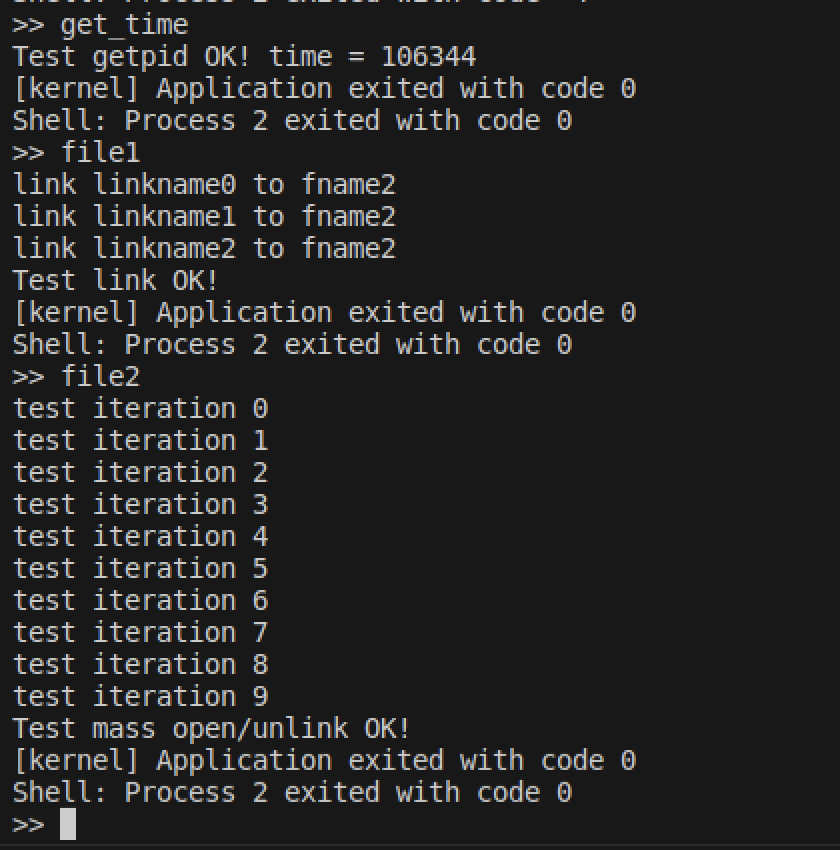 >> get_time
Test getpid OK! time = 106344
[kernel] Application exited with code 0
Shell: Process 2 exited with code 0
>> file1
link linkname0 to fname2
link linkname1 to fname2
link linkname2 to fname2
Test link OK!
[kernel] Application exited with code 0
Shell: Process 2 exited with code 0
>> file2
test iteration 0
test iteration 1
test iteration 2
test iteration 3
test iteration 4
test iteration 5
test iteration 6
test iteration 7
test iteration 8
test iteration 9
Test mass open/unlink OK!
[kernel] Application exited with code 0
Shell: Process 2 exited with code 0
>>